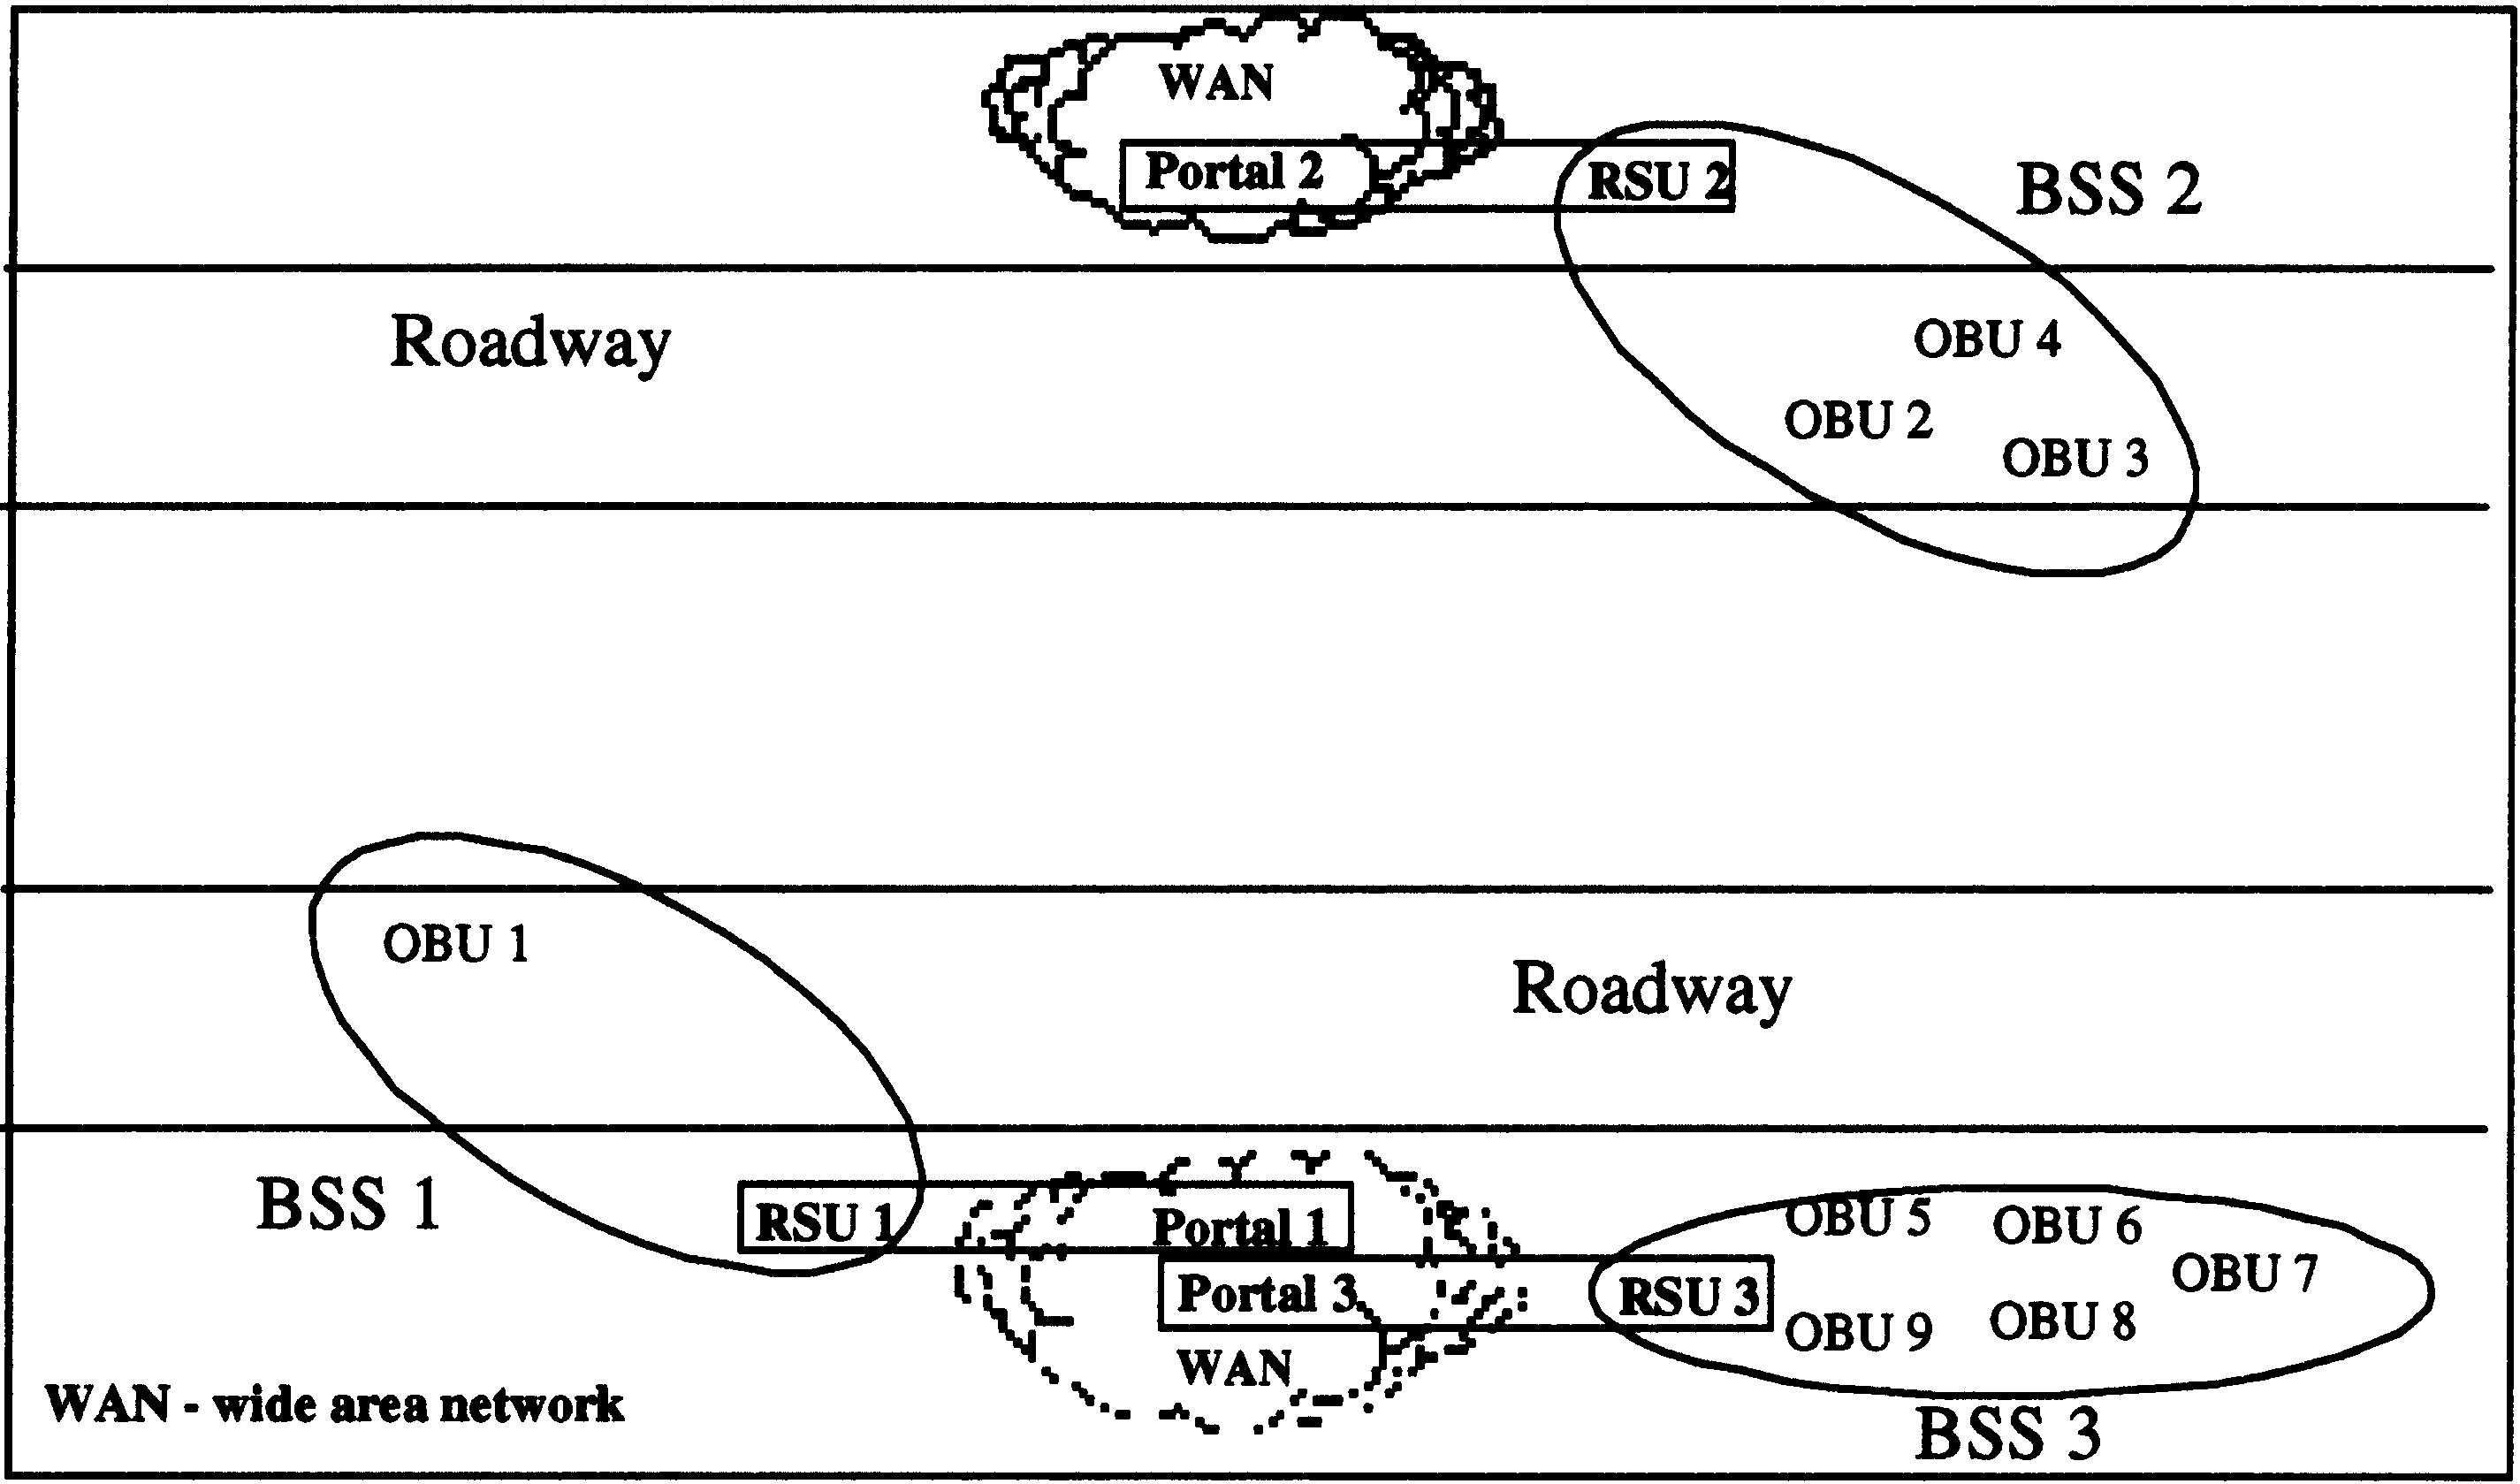 WAN
Portal 2
RSU 2
BSS 2
Roadway
OBU 4
OBU 2
OBU 3
OBU 1
Roadway
BSS 1
RSU 1
Portal 1
Portal 3
RSU 3
OBU 5
OBU 6
OBU 7
OBU 9
OBU 8
WAN
WAN - wide area network
BSS 3